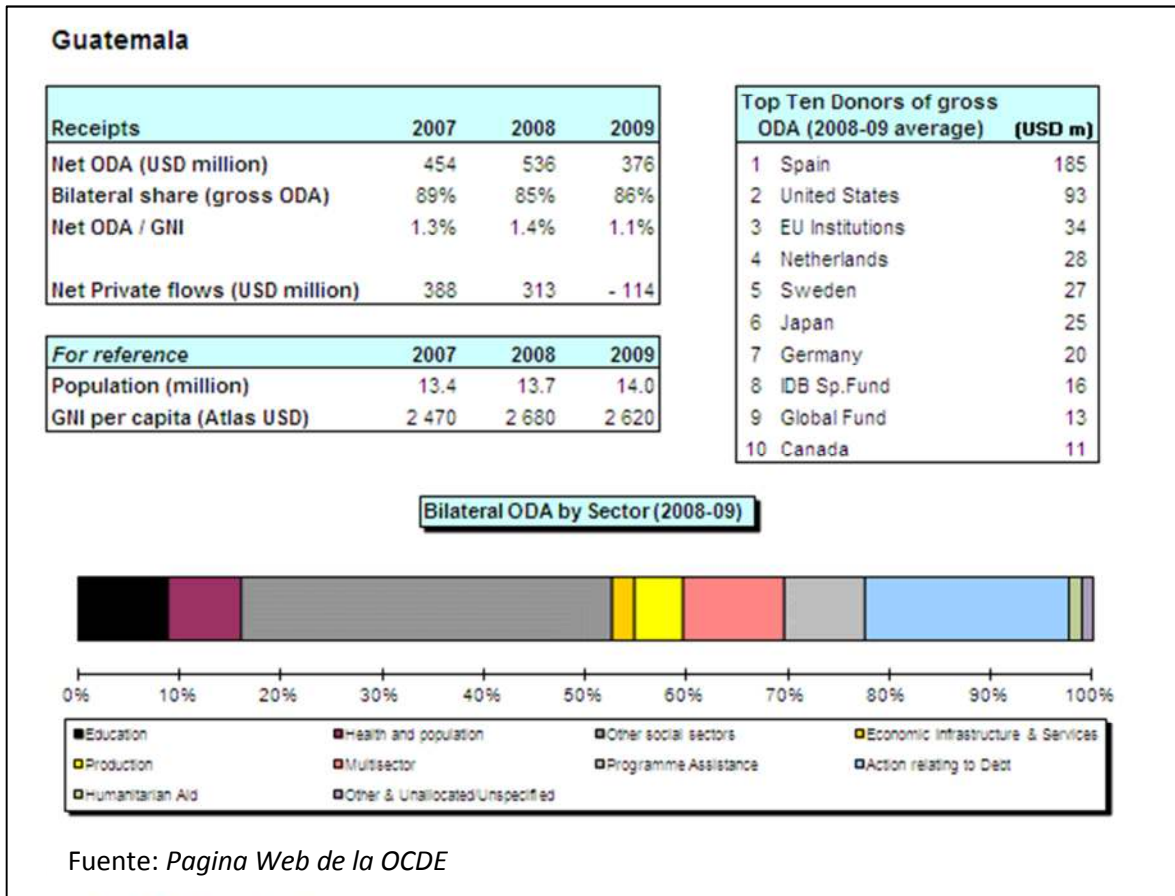 Guatemala
Receipts 2007 2008 2009
Net ODA (USD million) 454 536 376
Bilateral share (gross ODA) 89% 85% 86%
Net ODA / GNI 1.3% 1.4% 1.1%
Net Private flows (USD million) 388 313 - 114
For reference 2007 2008 2009
Population (million) 13.4 13.7 14.0
GNI per capita (Atlas USD) 2 470 2 680 2 620
Top Ten Donors of gross
ODA (2008-09 average) (USD m)
1 Spain 185
2 United States 93
3 EU Institutions 34
4 Netherlands 28
5 Sweden 27
6 Japan 25
7 Germany 20
8 IDB Sp.Fund 16
9 Global Fund 13
10 Canada 11
Bilateral ODA by Sector (2008-09)
0% 10% 20% 30% 40% 50% 60% 70% 80% 90% 100%
Education Health and population Other social sectors Economic Infrastructure & Services
Production Multisector Programme Assistance Action relating to Debt
Humanitarian Aid Other & Unallocated/Unspecified
Fuente: Pagina Web de la OCDE